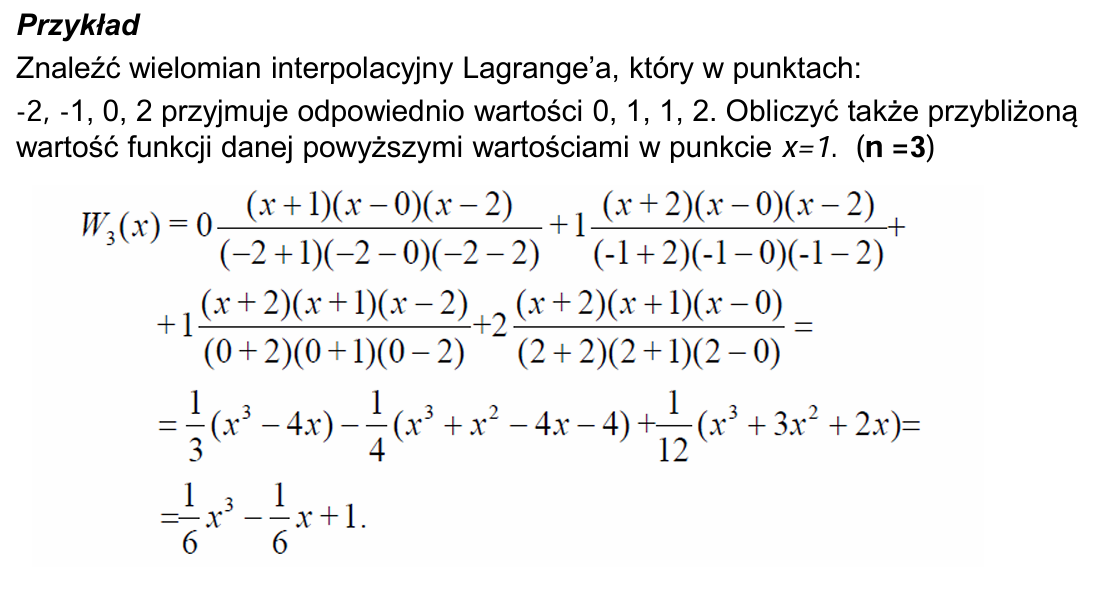 Przykład
Znaleźć wielomian interpolacyjny Lagrange’a, który w punktach:
-2, -1, 0, 2 przyjmuje odpowiednio wartości 0, 1, 1, 2. Obliczyć także przybliżoną
wartość funkcji danej powyższymi wartościami w punkcie x=1. (n =3)
W₃(x) = 0 (x+1)(x−0)(x−2) / (−2+1)(−2−0)(−2−2) + 1 (x+2)(x−0)(x−2) / (-1+2)(-1−0)(-1−2) +
+1 (x+2)(x+1)(x−2) / (0+2)(0+1)(0−2) +2 (x+2)(x+1)(x−0) / (2+2)(2+1)(2−0) =
= 1/3 (x³ − 4x) − 1/4 (x³ + x² − 4x − 4) + 1/12 (x³ + 3x² + 2x)=
= 1/6 x³ − 1/6 x + 1.